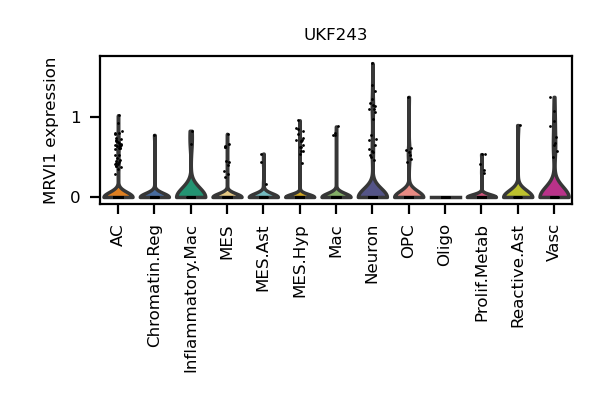 UKF243
MRVI1 expression
1
0
AC
Chromatin.Reg
Inflammatory.Mac
MES
MES.Ast
MES.Hyp
Mac
Neuron
OPC
Oligo
Prolif.Metab
Reactive.Ast
Vasc